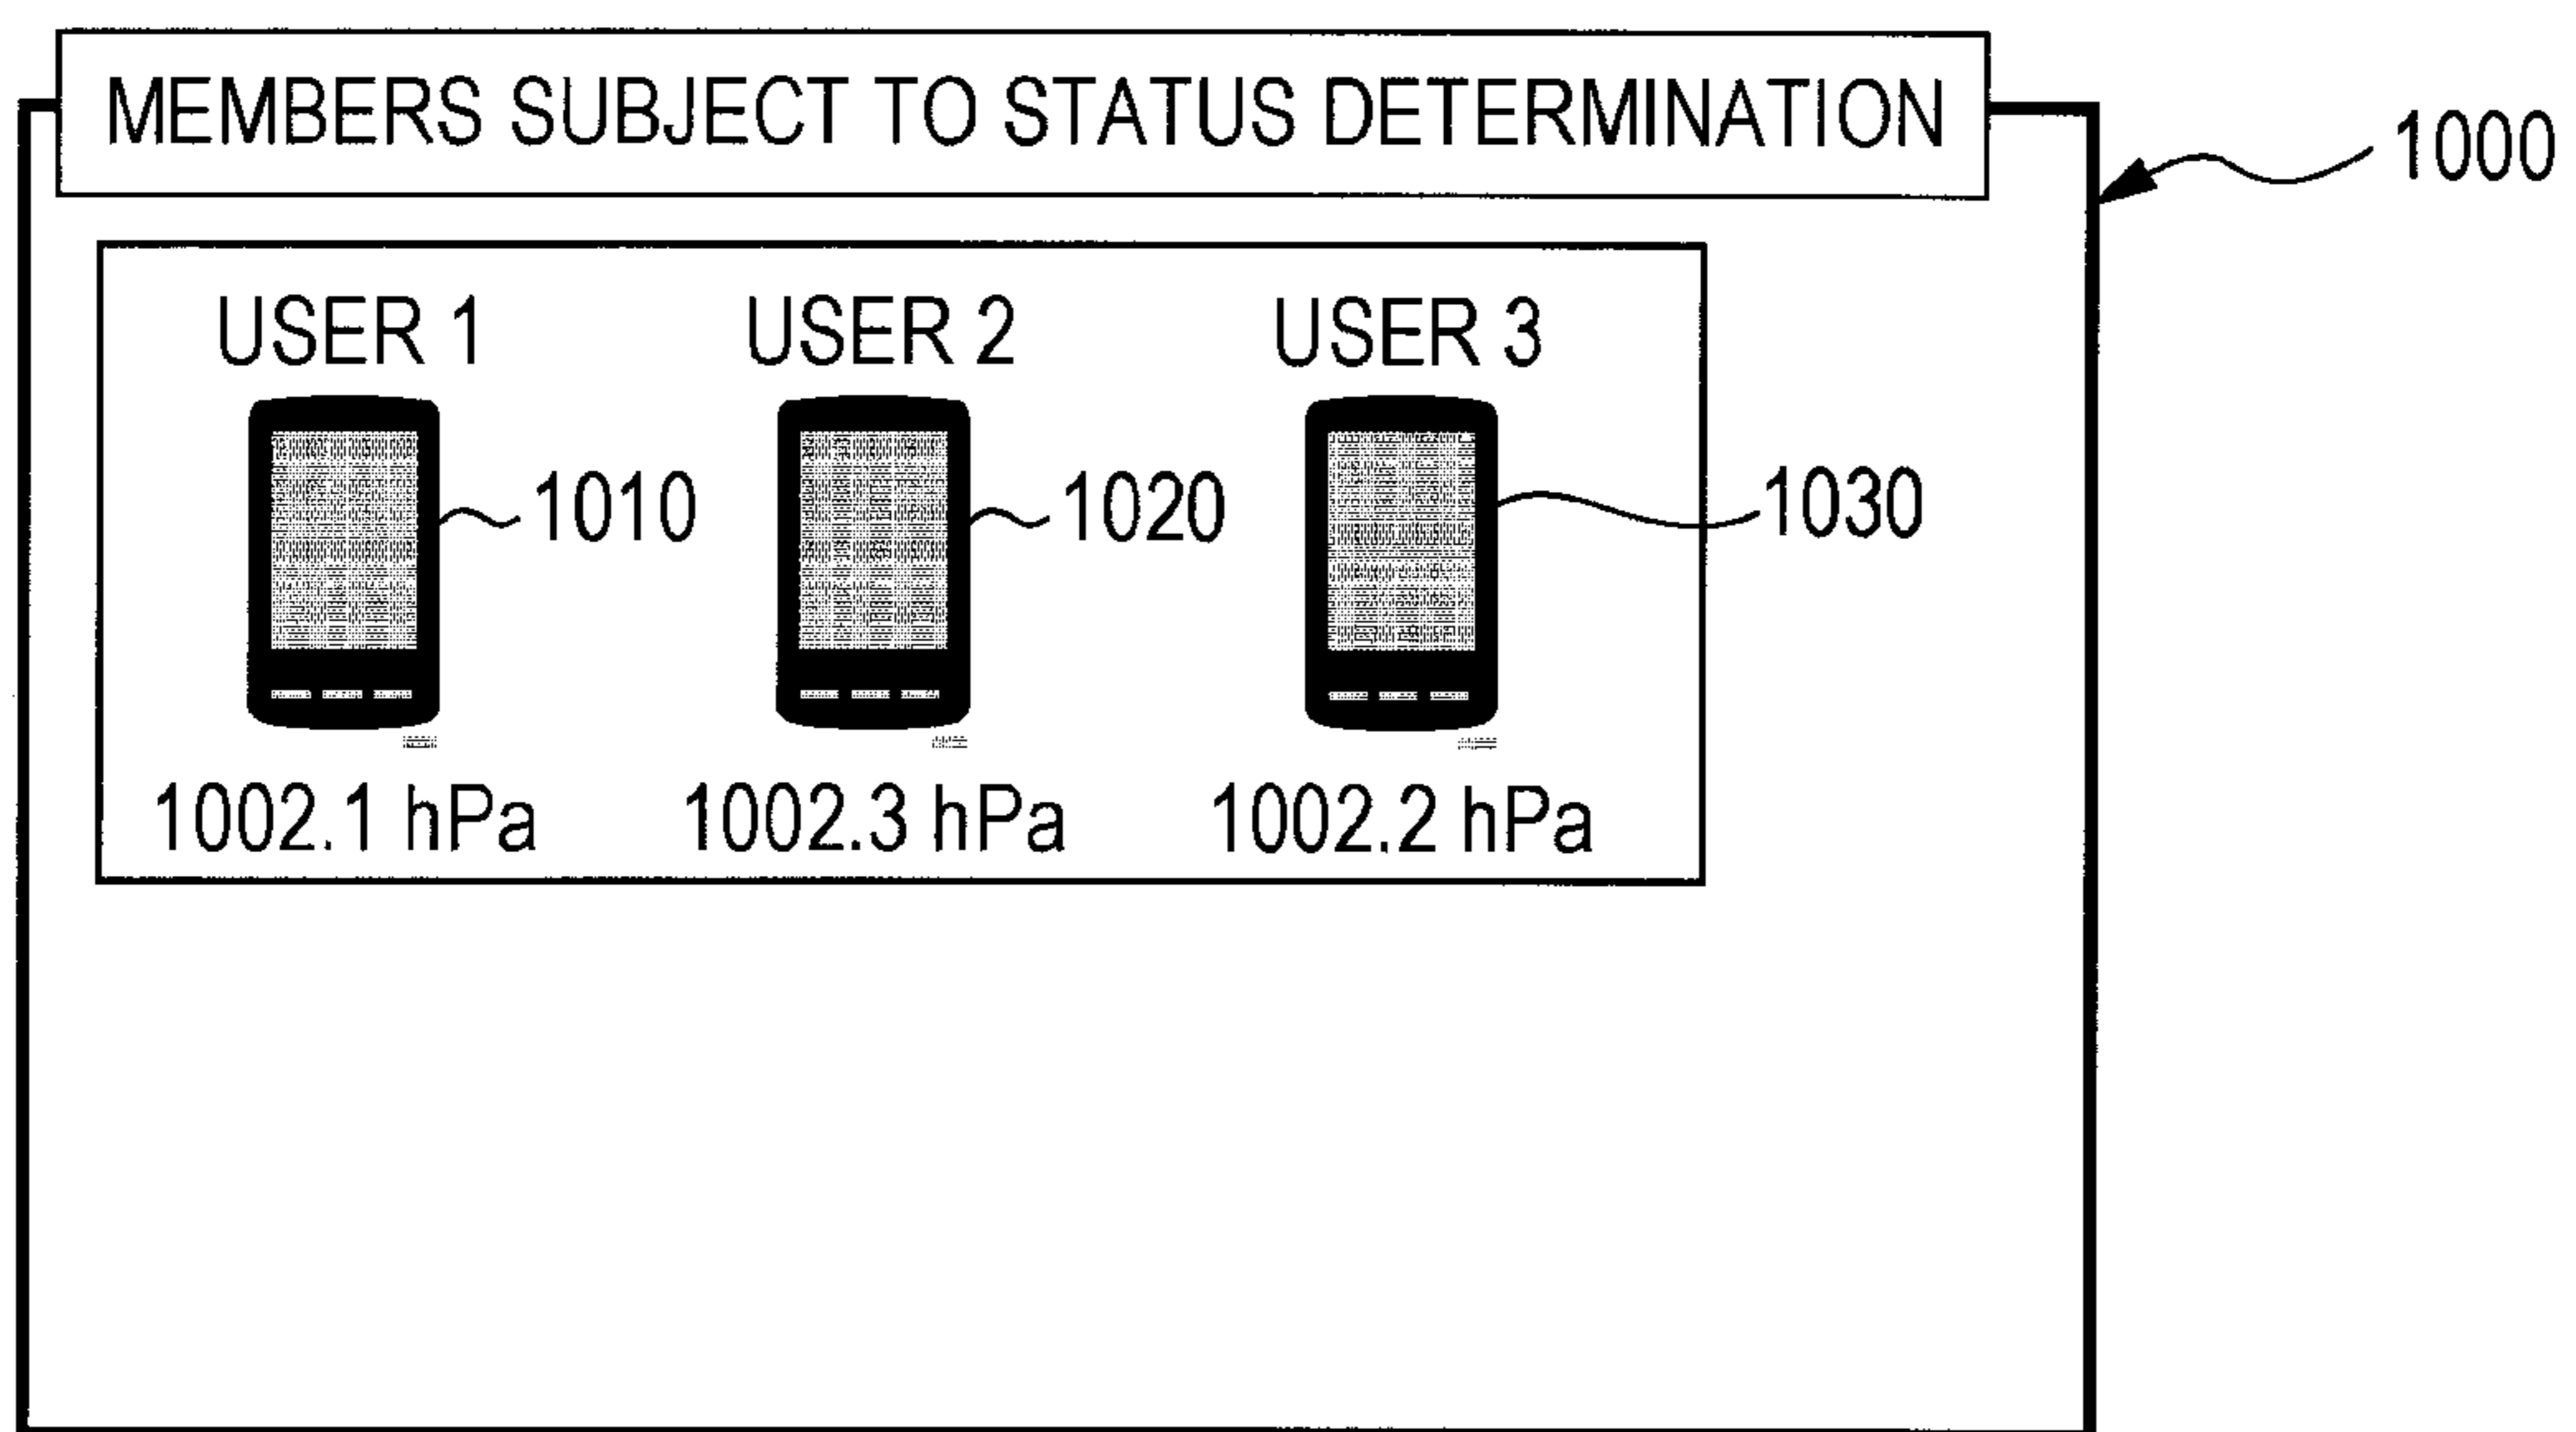 MEMBERS SUBJECT TO STATUS DETERMINATION
1000
USER 1 USER 2 USER 3
1010 1020 1030
1002.1 hPa 1002.3 hPa 1002.2 hPa